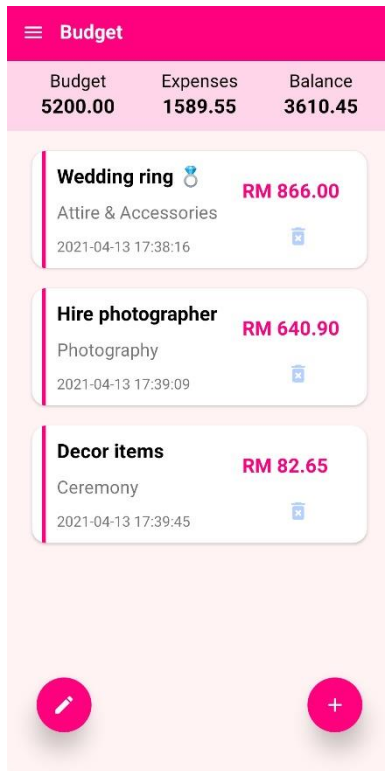 Budget
Budget Expenses Balance
5200.00 1589.55 3610.45
Wedding ring 💍
RM 866.00
Attire & Accessories
2021-04-13 17:38:16
Hire photographer
RM 640.90
Photography
2021-04-13 17:39:09
Decor items
RM 82.65
Ceremony
2021-04-13 17:39:45